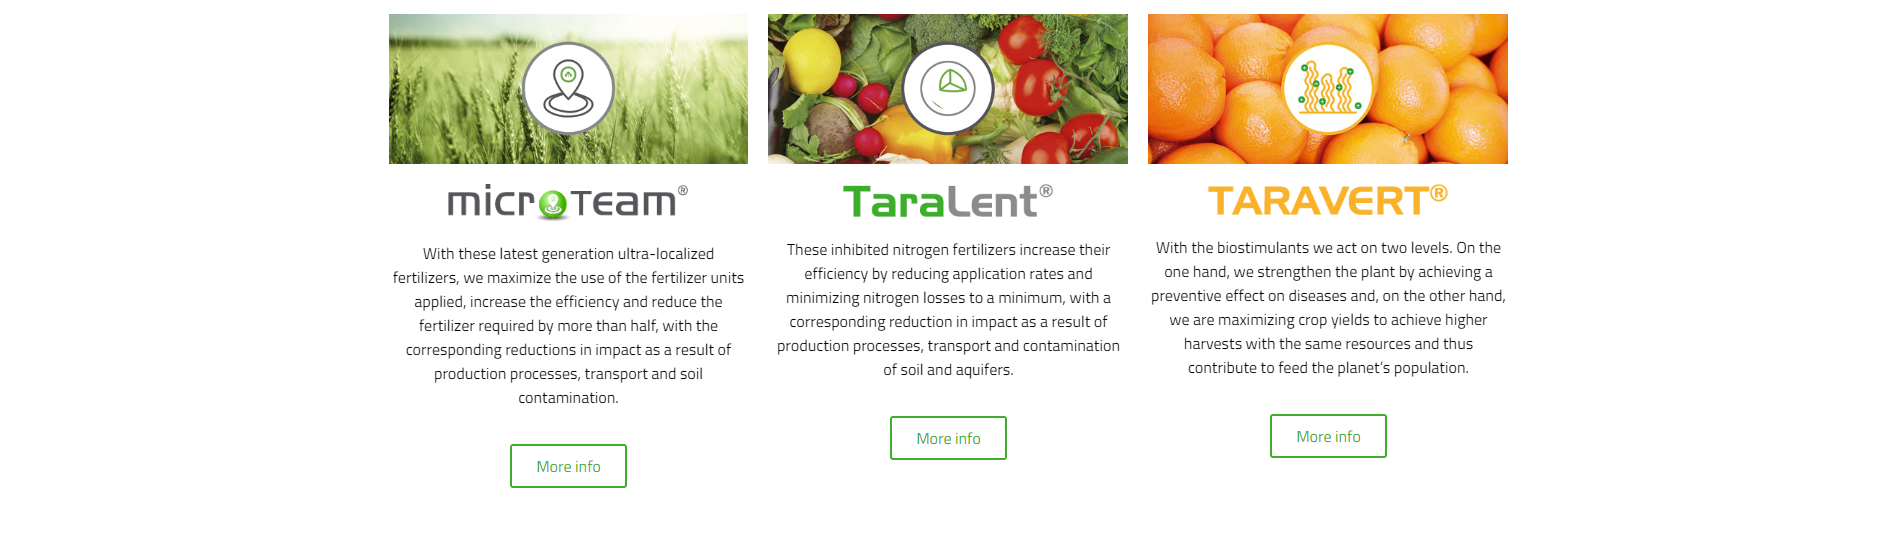 microTeam®
With these latest generation ultra-localized
fertilizers, we maximize the use of the fertilizer units
applied, increase the efficiency and reduce the
fertilizer required by more than half, with the
corresponding reductions in impact as a result of
production processes, transport and soil
contamination.
More info
TaraLent®
These inhibited nitrogen fertilizers increase their
efficiency by reducing application rates and
minimizing nitrogen losses to a minimum, with a
corresponding reduction in impact as a result of
production processes, transport and contamination
of soil and aquifers.
More info
TARAVERT®
With the biostimulants we act on two levels. On the
one hand, we strengthen the plant by achieving a
preventive effect on diseases and, on the other hand,
we are maximizing crop yields to achieve higher
harvests with the same resources and thus
contribute to feed the planet’s population.
More info